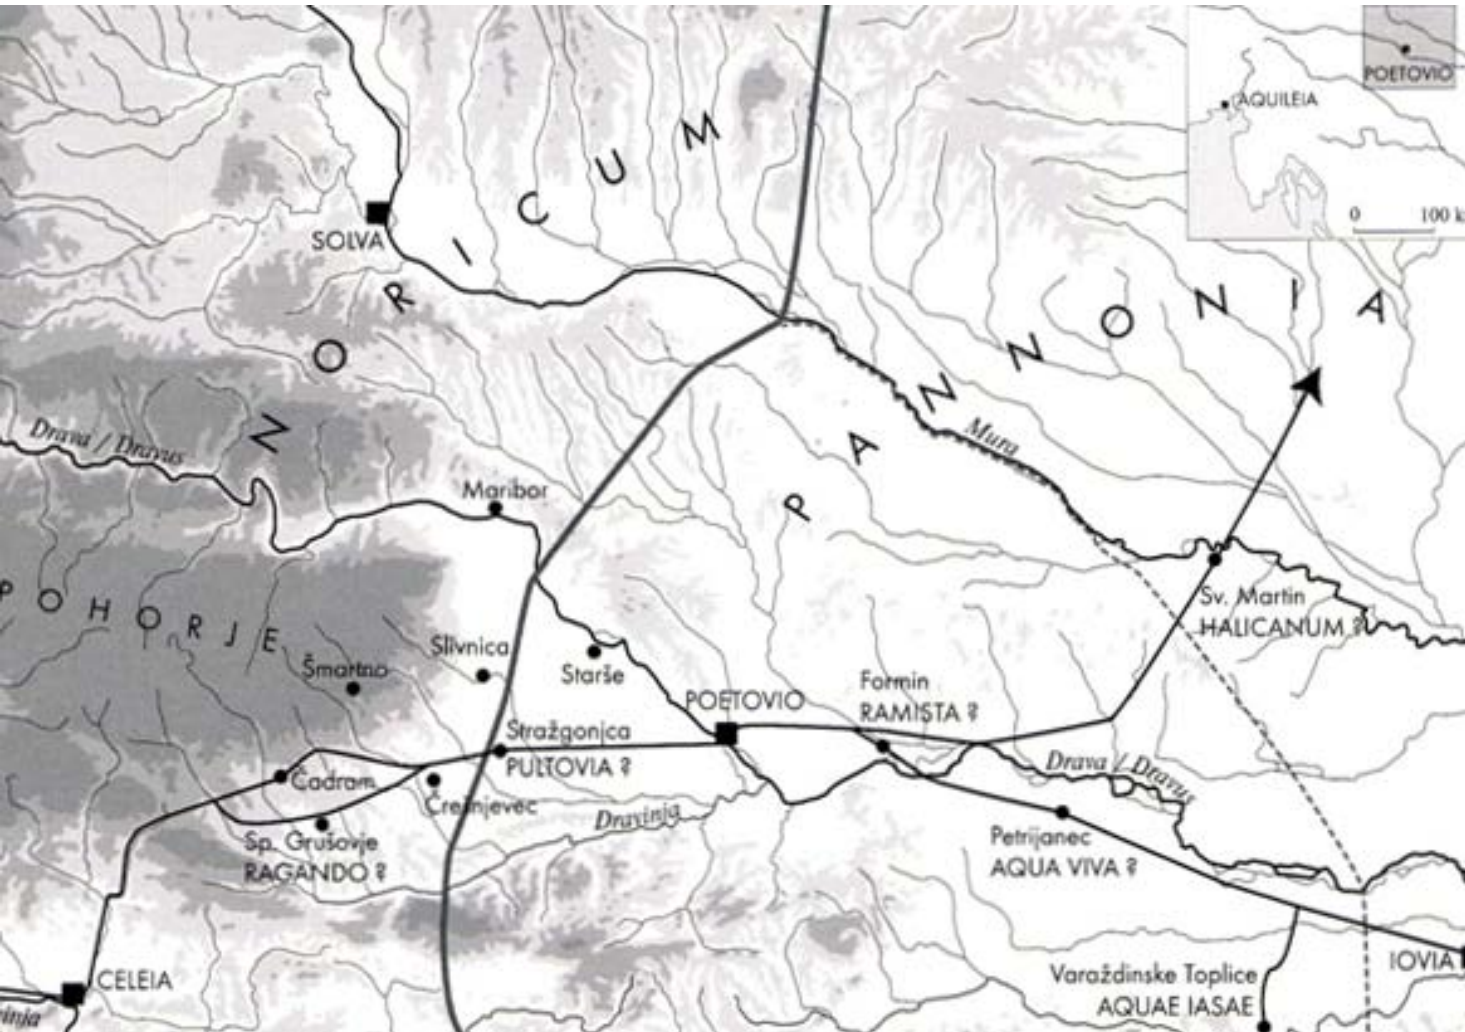 POETOVIO
AQUILEIA
0 100 k
NORICUM
SOLVA
PANNONIA
Drava / Dravus
Mura
Maribor
POHORJE
Sv. Martin
HALICANUM ?
Slivnica
Šmartno
Starše
POETOVIO
Formin
RAMISTA ?
Stražgonjca
PULTOVIA ?
Čadram
Črešnjevec
Dravinja
Drava / Dravus
Sp. Grušovje
RAGANDO ?
Petrijanec
AQUA VIVA ?
CELEIA
Varaždinske Toplice
AQUAE IASAE
IOVIA
inja